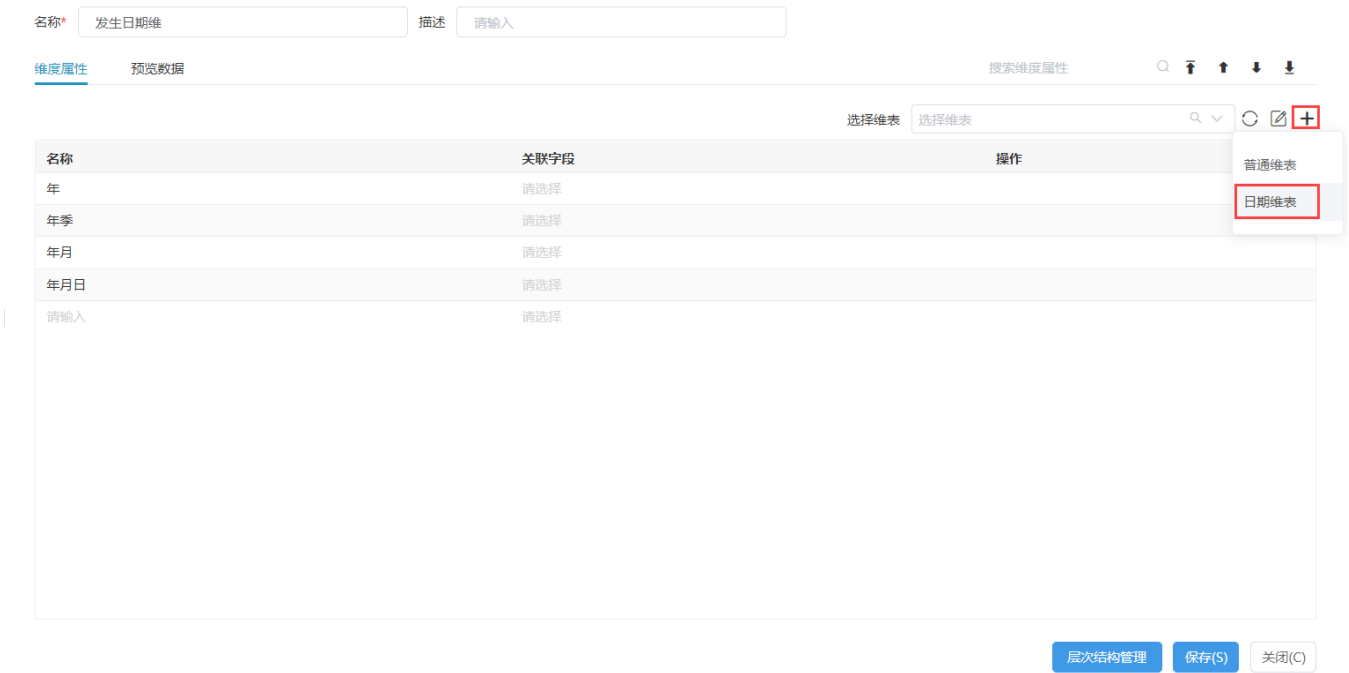 名称* 发生日期维 描述 请输入
维度属性 预览数据 搜索维度属性
选择维表 选择维表
名称 关联字段 操作
普通维表
年 请选择
日期维表
年季 请选择
年月 请选择
年月日 请选择
请输入 请选择
层次结构管理 保存(S) 关闭(C)